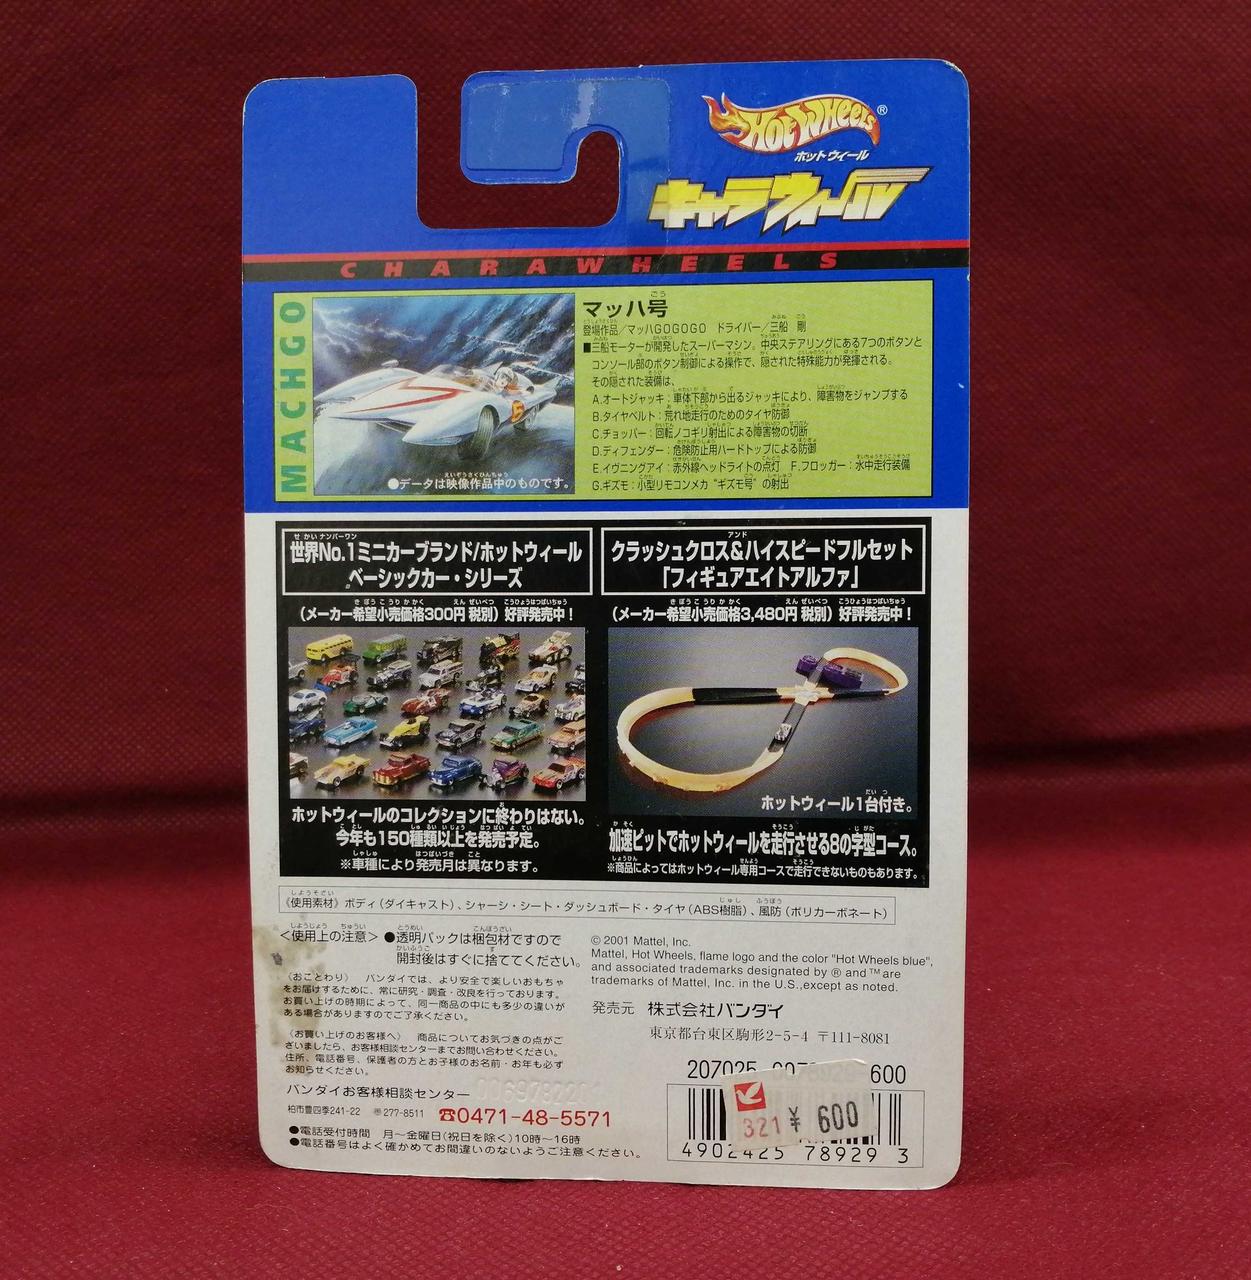 HOT WHEELS®
ホットウィール
キャラウィール
CHARAWHEELS
MACHGO
マッハ号
登場作品/マッハGOGOGO ドライバー/三船 剛
■三船モーターが開発したスーパーマシン。中央ステアリングにある7つのボタンと
コンソール部のボタン制御による操作で、隠された特殊能力が発揮される。
その隠された装備は、
A.オートジャッキ:車体下部から出るジャッキにより、障害物をジャンプする
B.タイヤベルト:荒れ地走行のためのタイヤ防御
C.チョッパー:回転ノコギリ射出による障害物の切断
D.ディフェンダー:危険防止用ハードトップによる防御
E.イヴニングアイ:赤外線ヘッドライトの点灯 F.フロッガー:水中走行装備
G.ギズモ:小型リモコンメカ“ギズモ号”の射出
●データは映像作品中のものです。
世界No.1ミニカーブランド/ホットウィール
ベーシックカー・シリーズ
(メーカー希望小売価格300円 税別) 好評発売中!
ホットウィールのコレクションに終わりはない。
今年も150種類以上を発売予定。
※車種により発売月は異なります。
クラッシュクロス&ハイスピードフルセット
「フィギュアエイトアルファ」
(メーカー希望小売価格3,480円 税別) 好評発売中!
ホットウィール1台付き。
加速ピットでホットウィールを走行させる8の字型コース。
※商品によってはホットウィール専用コースで走行できないものもあります。
《使用素材》ボディ(ダイキャスト)、シャーシ・シート・ダッシュボード・タイヤ(ABS樹脂)、風防(ポリカーボネート)
<使用上の注意> ●透明パックは梱包材ですので
開封後はすぐに捨ててください。
〈おことわり〉 バンダイでは、より安全で楽しいおもちゃ
をお届けするために、常に研究・調査・改良を行っております。
お買い上げの時期によって、同一商品の中にも多少の違いが
ある場合がありますのでご了承ください。
〈お買い上げのお客様へ〉 商品についてお気づきの点がご
ざいましたら、お客様相談センターまでお問い合わせください。
住所、電話番号、保護者の方とお子様のお名前・お年も必ず
お知らせください。
バンダイお客様相談センター
柏市豊四季241-22 〒277-8511 ☎0471-48-5571
●電話受付時間 月~金曜日(祝日を除く)10時~16時
●電話番号はよく確かめてお間違いのないようご注意ください。
© 2001 Mattel, Inc.
Mattel, Hot Wheels, flame logo and the color "Hot Wheels blue",
and associated trademarks designated by ® and ™ are
trademarks of Mattel, Inc. in the U.S.,except as noted.
発売元 株式会社バンダイ
東京都台東区駒形2-5-4 〒111-8081
207025 600
321 ¥600
4902425 78929 3